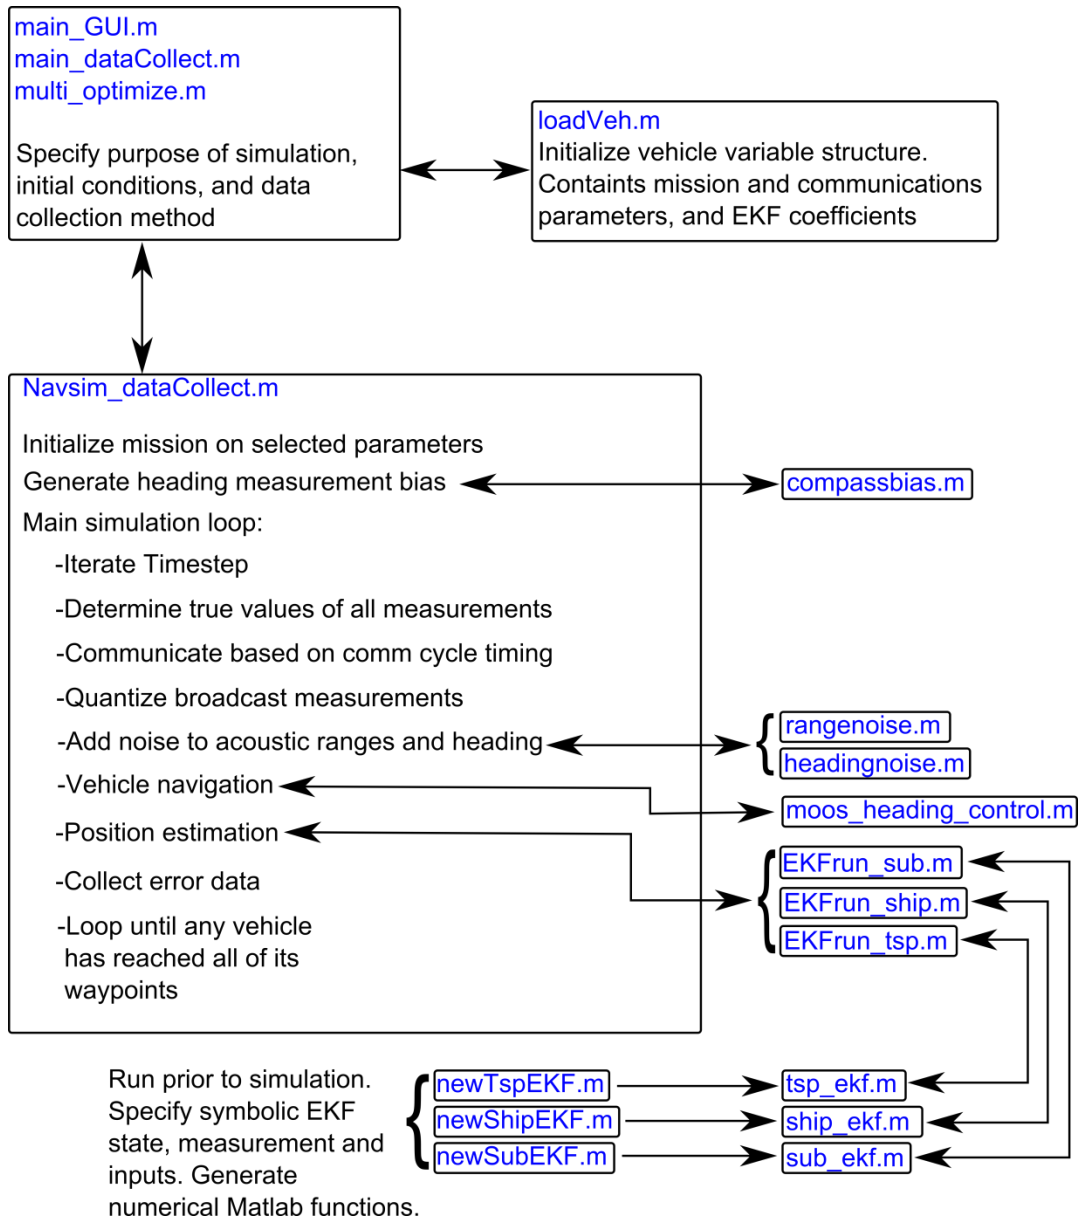 main_GUI.m
main_dataCollect.m
multi_optimize.m
Specify purpose of simulation,
initial conditions, and data
collection method
loadVeh.m
Initialize vehicle variable structure.
Containts mission and communications
parameters, and EKF coefficients
Navsim_dataCollect.m
Initialize mission on selected parameters
Generate heading measurement bias
compassbias.m
Main simulation loop:
-Iterate Timestep
-Determine true values of all measurements
-Communicate based on comm cycle timing
-Quantize broadcast measurements
-Add noise to acoustic ranges and heading
rangenoise.m
headingnoise.m
-Vehicle navigation
moos_heading_control.m
-Position estimation
EKFrun_sub.m
EKFrun_ship.m
EKFrun_tsp.m
-Collect error data
-Loop until any vehicle
has reached all of its
waypoints
Run prior to simulation.
Specify symbolic EKF
state, measurement and
inputs. Generate
numerical Matlab functions.
newTspEKF.m
newShipEKF.m
newSubEKF.m
tsp_ekf.m
ship_ekf.m
sub_ekf.m